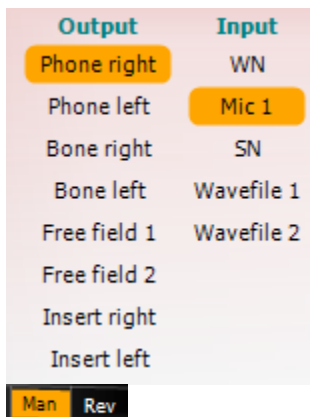 Output Input
Phone right WN
Phone left Mic 1
Bone right SN
Bone left Wavefile 1
Free field 1 Wavefile 2
Free field 2
Insert right
Insert left
Man Rev